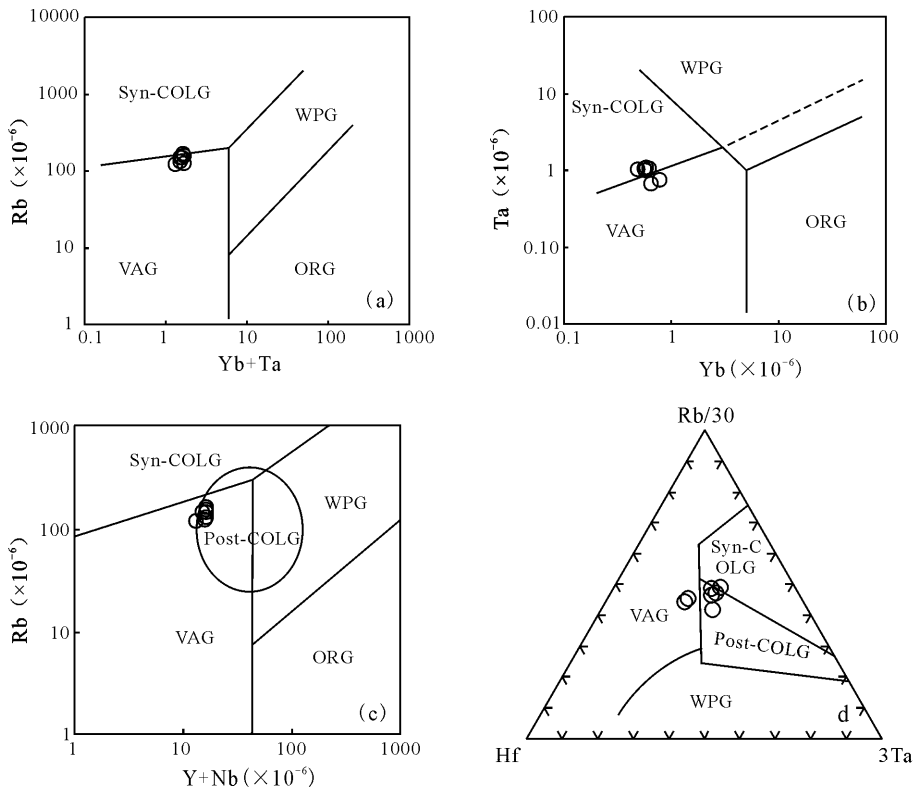 10000
1000
100
10
1
Rb (×10⁻⁶)
Syn-COLG
WPG
VAG
ORG
(a)
0.1
1
10
100
1000
Yb+Ta
100
10
1
0.10
0.01
Ta (×10⁻⁶)
WPG
Syn-COLG
VAG
ORG
(b)
0.1
1
10
100
Yb(×10⁻⁶)
1000
100
10
1
Rb (×10⁻⁶)
Syn-COLG
WPG
Post-COLG
VAG
ORG
(c)
1
10
100
1000
Y+Nb(×10⁻⁶)
Rb/30
Syn-C
OLG
VAG
Post-COLG
WPG
d
Hf
3Ta